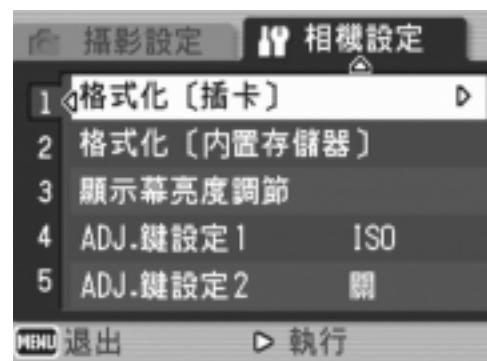 攝影設定 相機設定
1 格式化〔插卡〕
2 格式化〔内置存儲器〕
3 顯示幕亮度調節
4 ADJ.鍵設定1 ISO
5 ADJ.鍵設定2 關
MENU 退出 執行